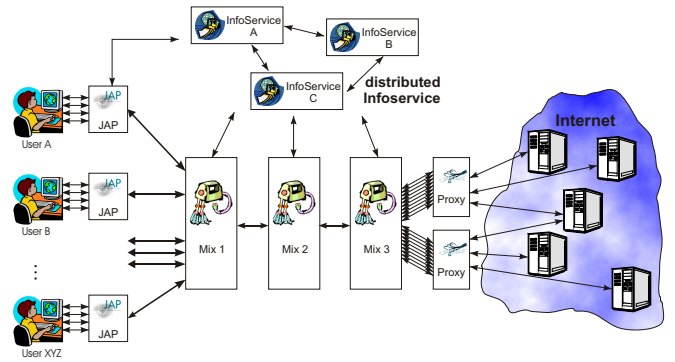 InfoService
A
InfoService
B
InfoService
C
distributed
Infoservice
Internet
JAP
JAP
User A
JAP
JAP
User B
Mix 1
Mix 2
Mix 3
Proxy
Proxy
...
JAP
JAP
User XYZ